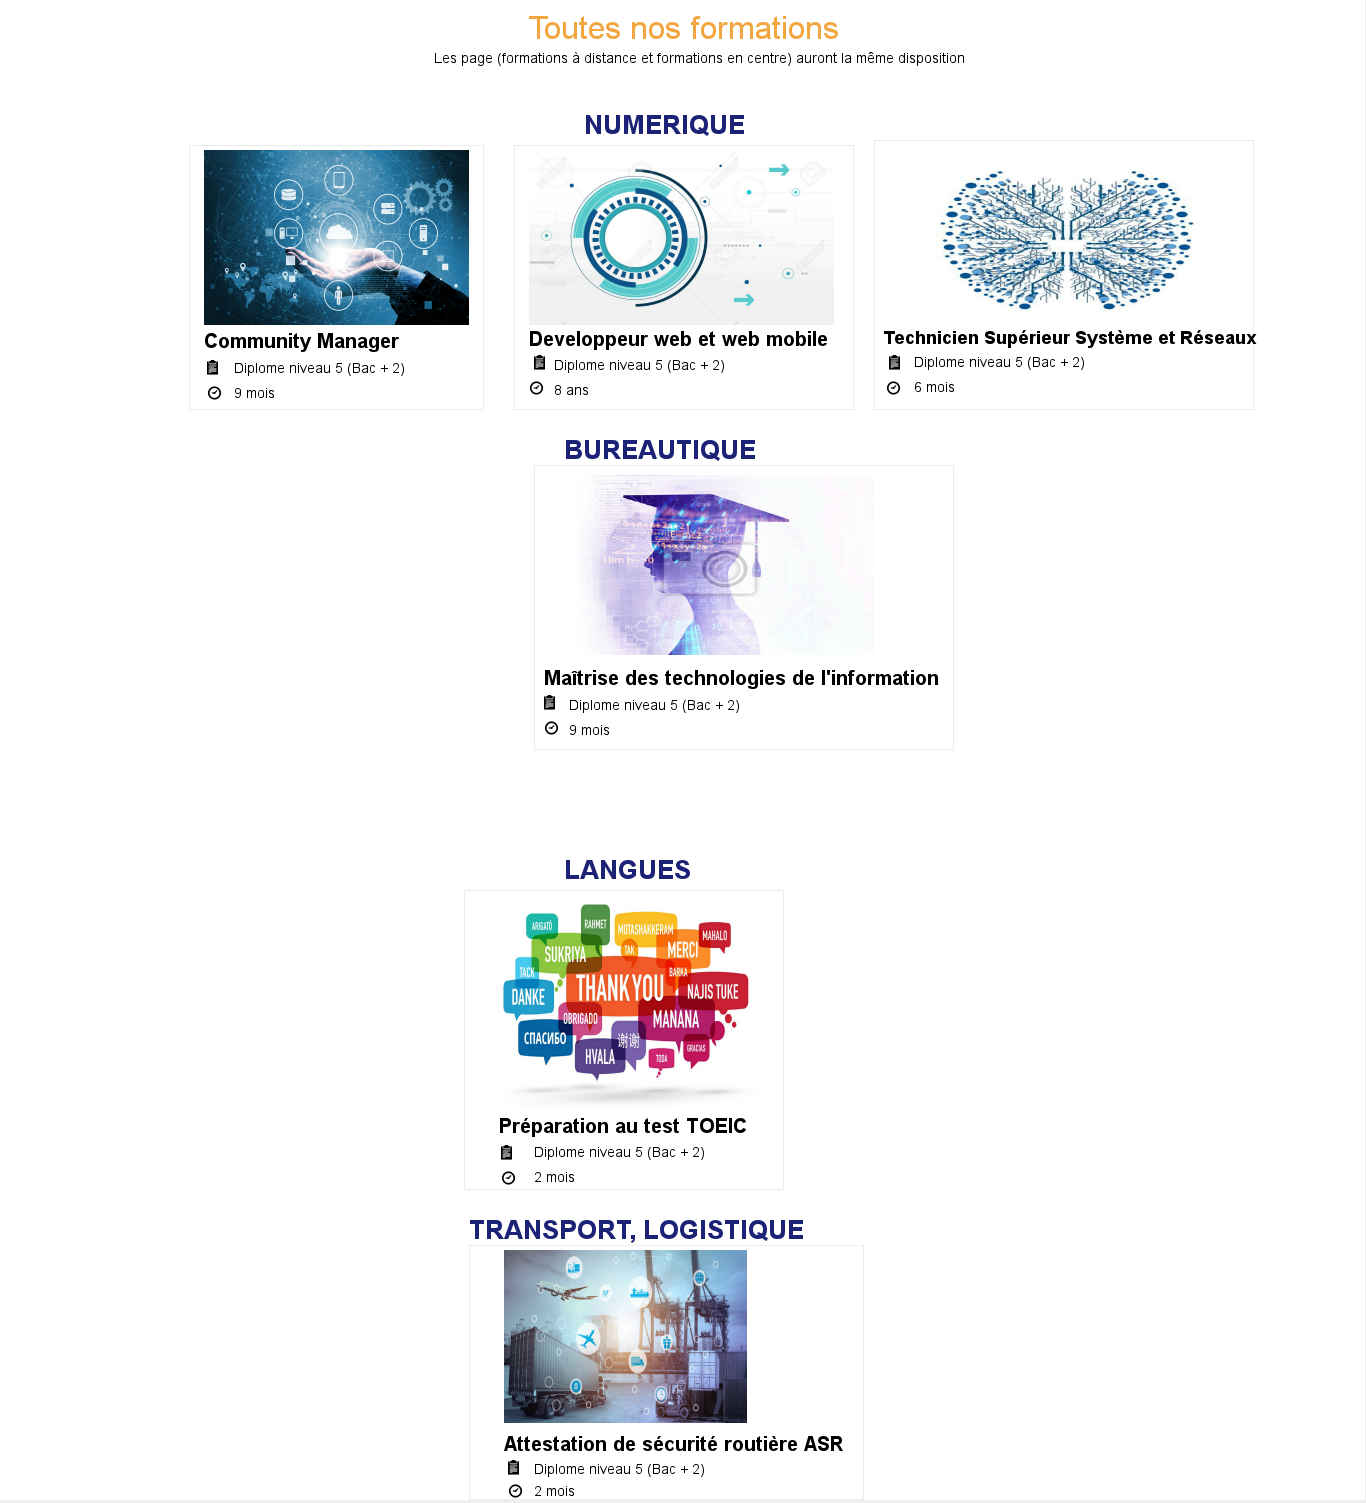 Toutes nos formations
Les page (formations à distance et formations en centre) auront la même disposition
NUMERIQUE
Community Manager
Diplome niveau 5 (Bac + 2)
9 mois
Developpeur web et web mobile
Diplome niveau 5 (Bac + 2)
8 ans
Technicien Supérieur Système et Réseaux
Diplome niveau 5 (Bac + 2)
6 mois
BUREAUTIQUE
Maîtrise des technologies de l'information
Diplome niveau 5 (Bac + 2)
9 mois
LANGUES
ARIGATÔ
RAHMET
MOTASHAKKERAM
MAHALO
SUKRIYA
TAK
MERCI
TACK
BARKA
DANKE
THANK YOU
NAJIS TUKE
OBRIGADO
MANANA
СПАСИБО
HVALA
谢谢
TODA
GRACIAS
Préparation au test TOEIC
Diplome niveau 5 (Bac + 2)
2 mois
TRANSPORT, LOGISTIQUE
Attestation de sécurité routière ASR
Diplome niveau 5 (Bac + 2)
2 mois